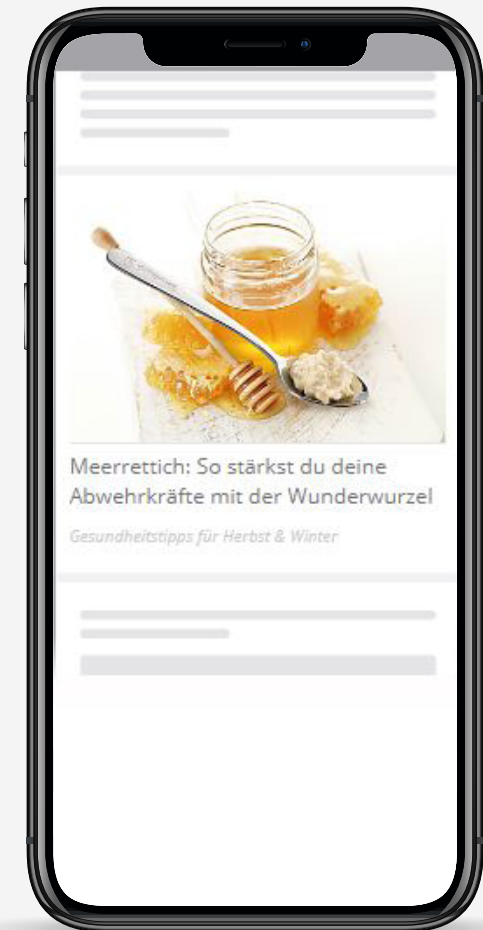 Meerrettich: So stärkst du deine
Abwehrkräfte mit der Wunderwurzel
Gesundheitstipps für Herbst & Winter